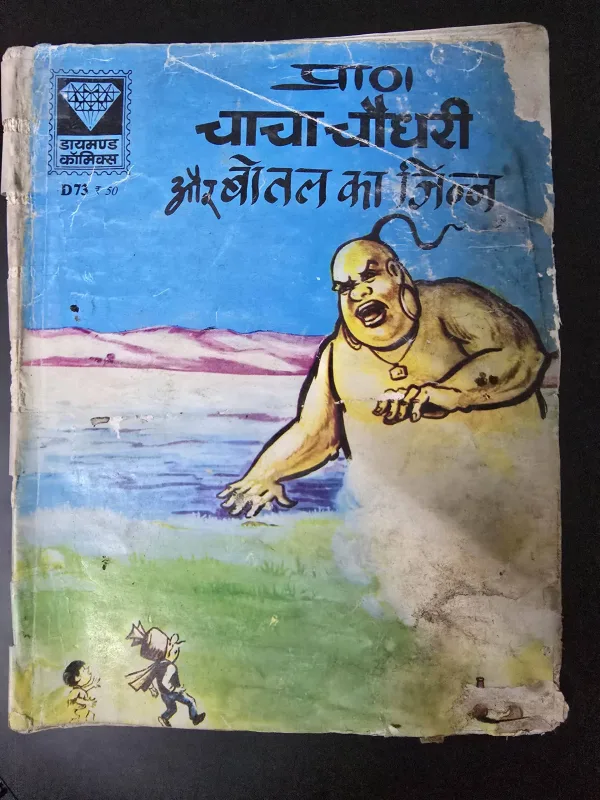 प्राण
चाचा चौधरी
और बोतल का जिन्न
डायमण्ड
कॉमिक्स
D73 ₹ 50